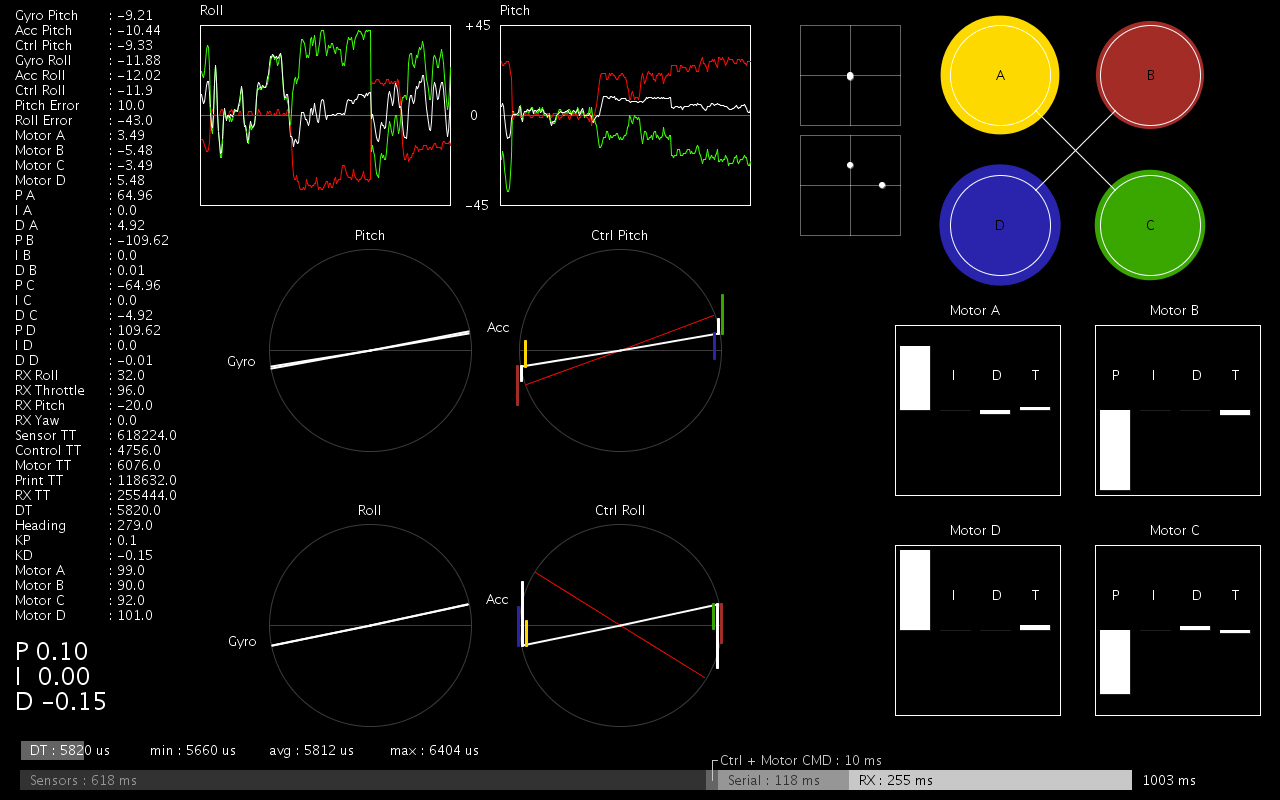 Gyro Pitch : -9.21
Acc Pitch : -10.44
Ctrl Pitch : -9.33
Gyro Roll : -11.88
Acc Roll : -12.02
Ctrl Roll : -11.9
Pitch Error : 10.0
Roll Error : -43.0
Motor A : 3.49
Motor B : -5.48
Motor C : -3.49
Motor D : 5.48
P A : 64.96
I A : 0.0
D A : 4.92
P B : -109.62
I B : 0.0
D B : 0.01
P C : -64.96
I C : 0.0
D C : -4.92
P D : 109.62
I D : 0.0
D D : -0.01
RX Roll : 32.0
RX Throttle : 96.0
RX Pitch : -20.0
RX Yaw : 0.0
Sensor TT : 618224.0
Control TT : 4756.0
Motor TT : 6076.0
Print TT : 118632.0
RX TT : 255444.0
DT : 5820.0
Heading : 279.0
KP : 0.1
KD : -0.15
Motor A : 99.0
Motor B : 90.0
Motor C : 92.0
Motor D : 101.0
P 0.10
I 0.00
D -0.15
Roll
Pitch
+45
0
-45
A
B
D
C
Pitch
Gyro
Ctrl Pitch
Acc
Roll
Gyro
Ctrl Roll
Acc
Motor A
I D T
Motor B
P I D T
Motor D
I D T
Motor C
P I D T
DT : 5820 us min : 5660 us avg : 5812 us max : 6404 us
Ctrl + Motor CMD : 10 ms
Sensors : 618 ms Serial : 118 ms RX : 255 ms 1003 ms